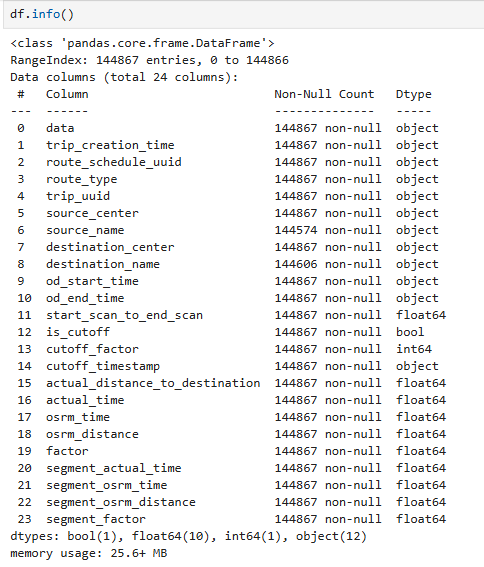 df.info()
<class 'pandas.core.frame.DataFrame'>
RangeIndex: 144867 entries, 0 to 144866
Data columns (total 24 columns):
 #   Column                          Non-Null Count   Dtype
---  ------                          --------------   -----
 0   data                            144867 non-null  object
 1   trip_creation_time              144867 non-null  object
 2   route_schedule_uuid             144867 non-null  object
 3   route_type                      144867 non-null  object
 4   trip_uuid                       144867 non-null  object
 5   source_center                   144867 non-null  object
 6   source_name                     144574 non-null  object
 7   destination_center              144867 non-null  object
 8   destination_name                144606 non-null  object
 9   od_start_time                   144867 non-null  object
 10  od_end_time                     144867 non-null  object
 11  start_scan_to_end_scan          144867 non-null  float64
 12  is_cutoff                       144867 non-null  bool
 13  cutoff_factor                   144867 non-null  int64
 14  cutoff_timestamp                144867 non-null  object
 15  actual_distance_to_destination  144867 non-null  float64
 16  actual_time                     144867 non-null  float64
 17  osrm_time                       144867 non-null  float64
 18  osrm_distance                   144867 non-null  float64
 19  factor                          144867 non-null  float64
 20  segment_actual_time             144867 non-null  float64
 21  segment_osrm_time               144867 non-null  float64
 22  segment_osrm_distance           144867 non-null  float64
 23  segment_factor                  144867 non-null  float64
dtypes: bool(1), float64(10), int64(1), object(12)
memory usage: 25.6+ MB